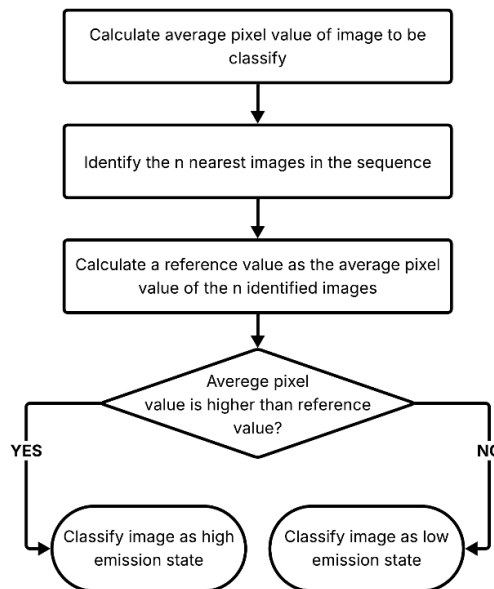 Calculate average pixel value of image to be
classify
Identify the n nearest images in the sequence
Calculate a reference value as the average pixel
value of the n identified images
Averege pixel
value is higher than reference
value?
YES
NO
Classify image as high
emission state
Classify image as low
emission state